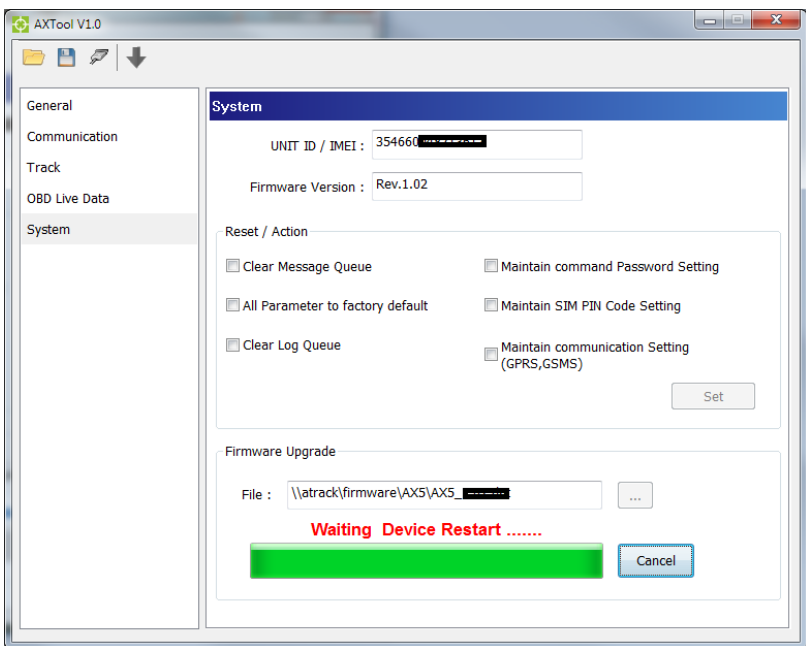 AXTool V1.0
General
Communication
Track
OBD Live Data
System
System
UNIT ID / IMEI : 354660
Firmware Version : Rev.1.02
Reset / Action
Clear Message Queue
Maintain command Password Setting
All Parameter to factory default
Maintain SIM PIN Code Setting
Clear Log Queue
Maintain communication Setting
(GPRS,GSMS)
Set
Firmware Upgrade
File : \\atrack\firmware\AX5\AX5_
...
Waiting Device Restart .......
Cancel